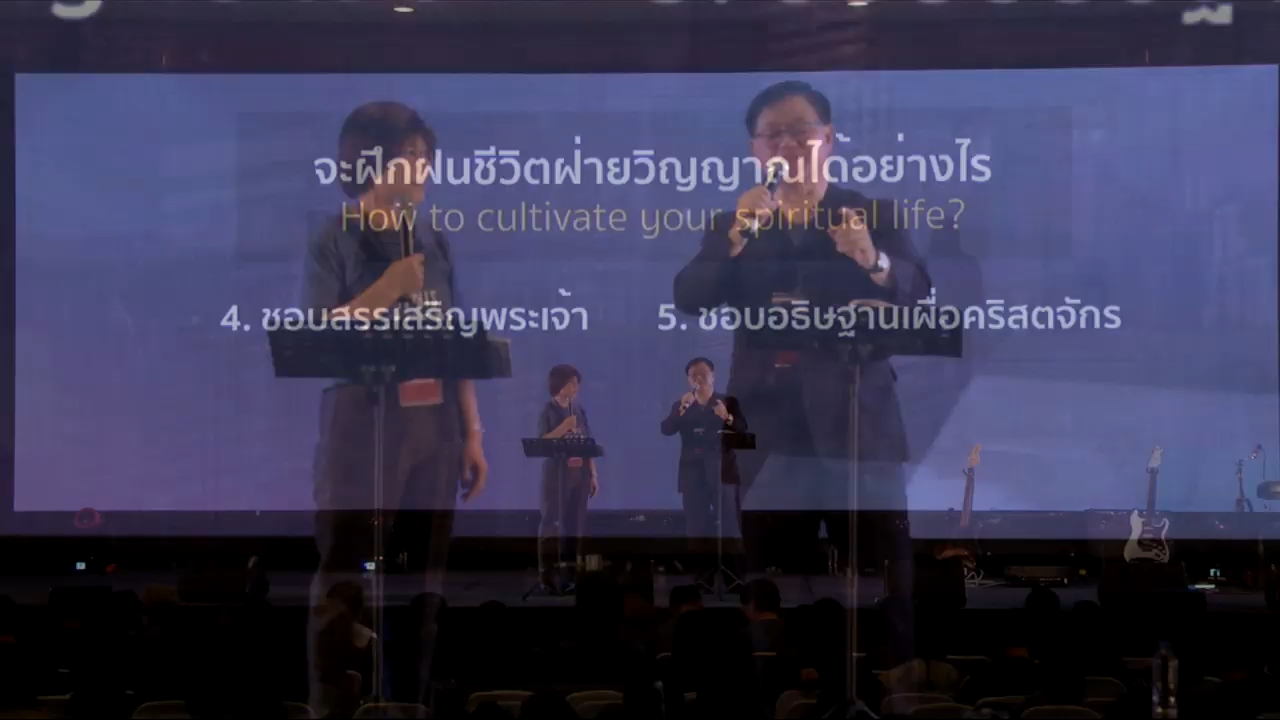 จะฝึกฝนชีวิตฝ่ายวิญญาณได้อย่างไร
How to cultivate your spiritual life?
4. ชอบสรรเสริญพระเจ้า 5. ชอบอธิษฐานเผื่อคริสตจักร